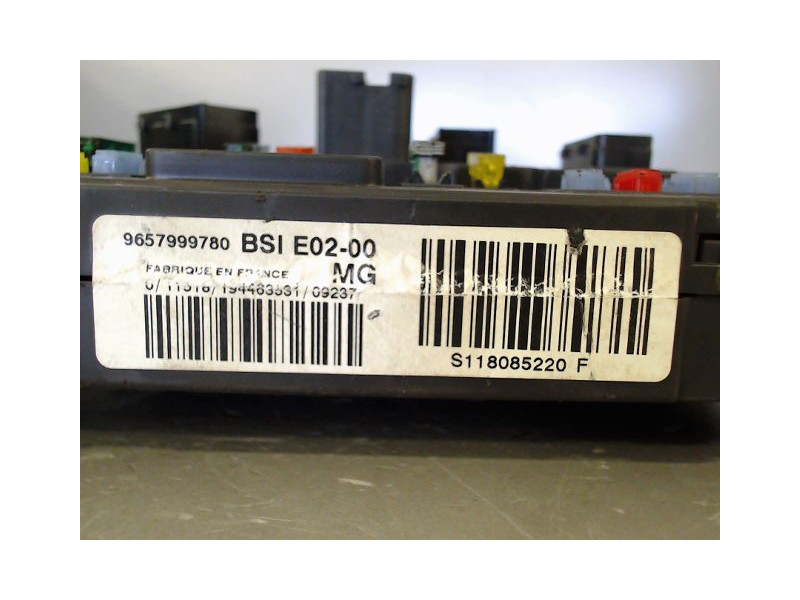 9657999780 BSI E02-00
FABRIQUE EN FRANCE MG
S118085220 F